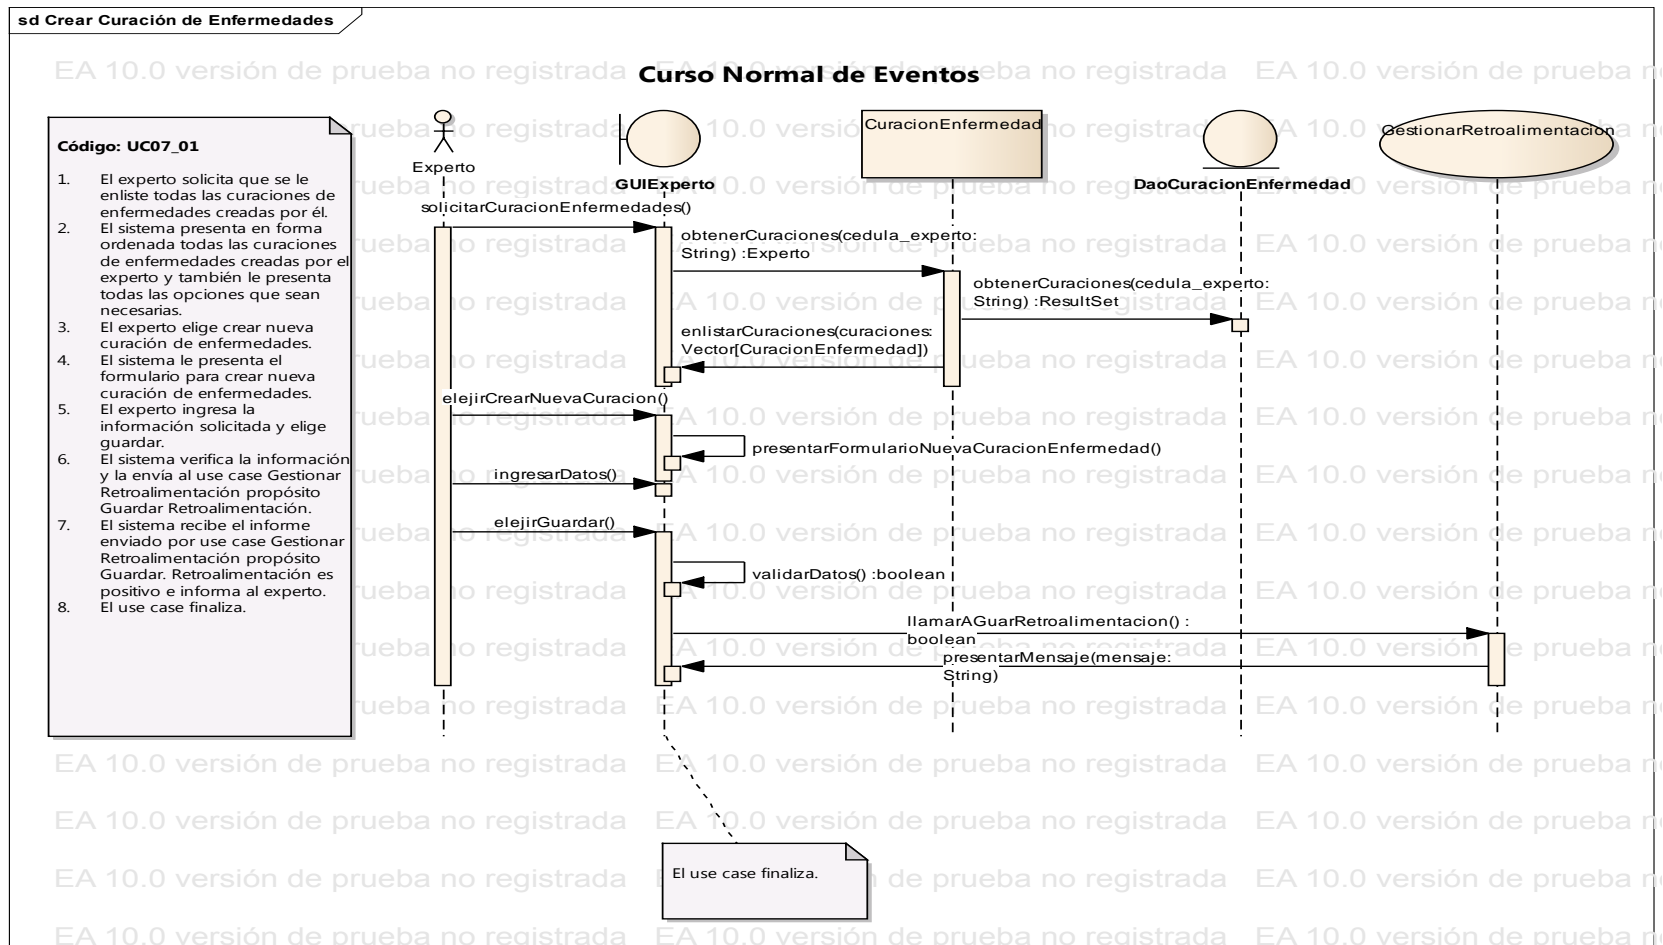 sd Crear Curación de Enfermedades
EA 10.0 versión de prueba no registrada
Curso Normal de Eventos
Código: UC07_01
1. El experto solicita que se le
enliste todas las curaciones de
enfermedades creadas por él.
2. El sistema presenta en forma
ordenada todas las curaciones
de enfermedades creadas por el
experto y también le presenta
todas las opciones que sean
necesarias.
3. El experto elige crear nueva
curación de enfermedades.
4. El sistema le presenta el
formulario para crear nueva
curación de enfermedades.
5. El experto ingresa la
información solicitada y elige
guardar.
6. El sistema verifica la información
y la envía al use case Gestionar
Retroalimentación propósito
Guardar Retroalimentación.
7. El sistema recibe el informe
enviado por use case Gestionar
Retroalimentación propósito
Guardar. Retroalimentación es
positivo e informa al experto.
8. El use case finaliza.
Experto
GUIExperto
CuracionEnfermedad
DaoCuracionEnfermedad
GestionarRetroalimentacion
solicitarCuracionEnfermedades()
obtenerCuraciones(cedula_experto:
String) :Experto
obtenerCuraciones(cedula_experto:
String) :ResultSet
enlistarCuraciones(curaciones:
Vector[CuracionEnfermedad])
elejirCrearNuevaCuracion()
presentarFormularioNuevaCuracionEnfermedad()
ingresarDatos()
elejirGuardar()
validarDatos() :boolean
llamarAGuarRetroalimentacion() :
boolean
presentarMensaje(mensaje:
String)
El use case finaliza.